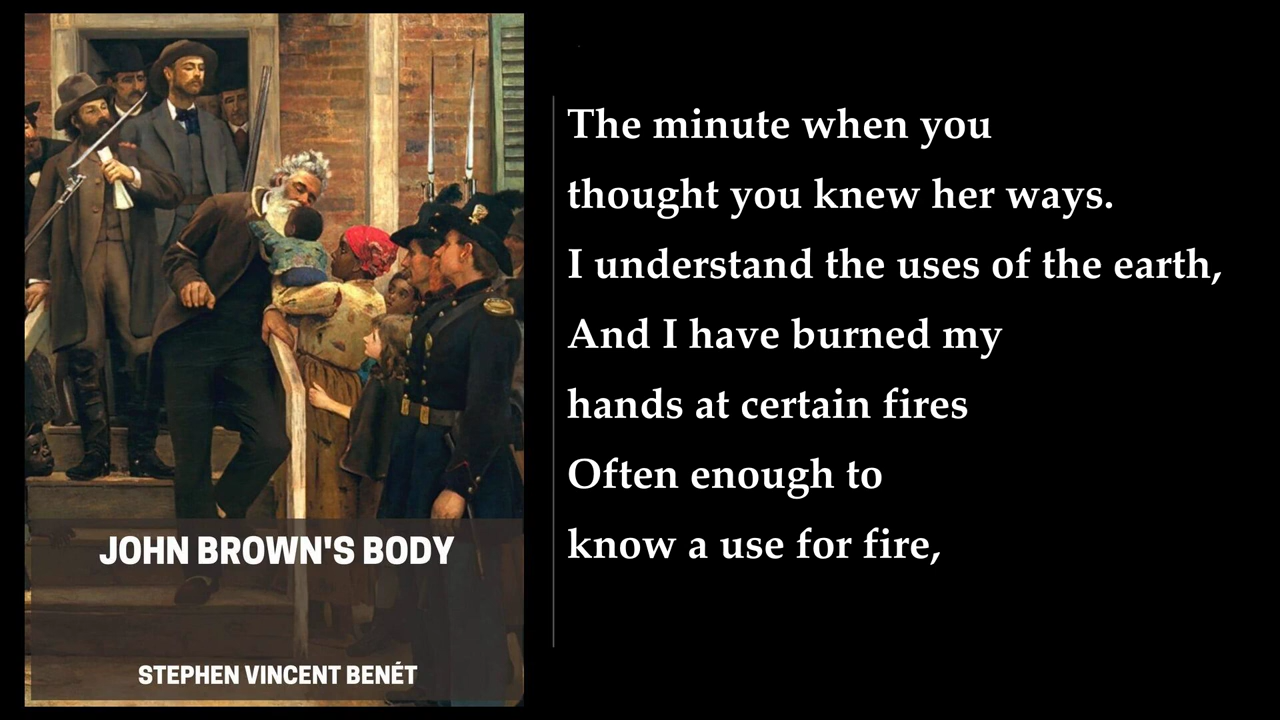 JOHN BROWN'S BODY
STEPHEN VINCENT BENÉT
The minute when you
thought you knew her ways.
I understand the uses of the earth,
And I have burned my
hands at certain fires
Often enough to
know a use for fire,